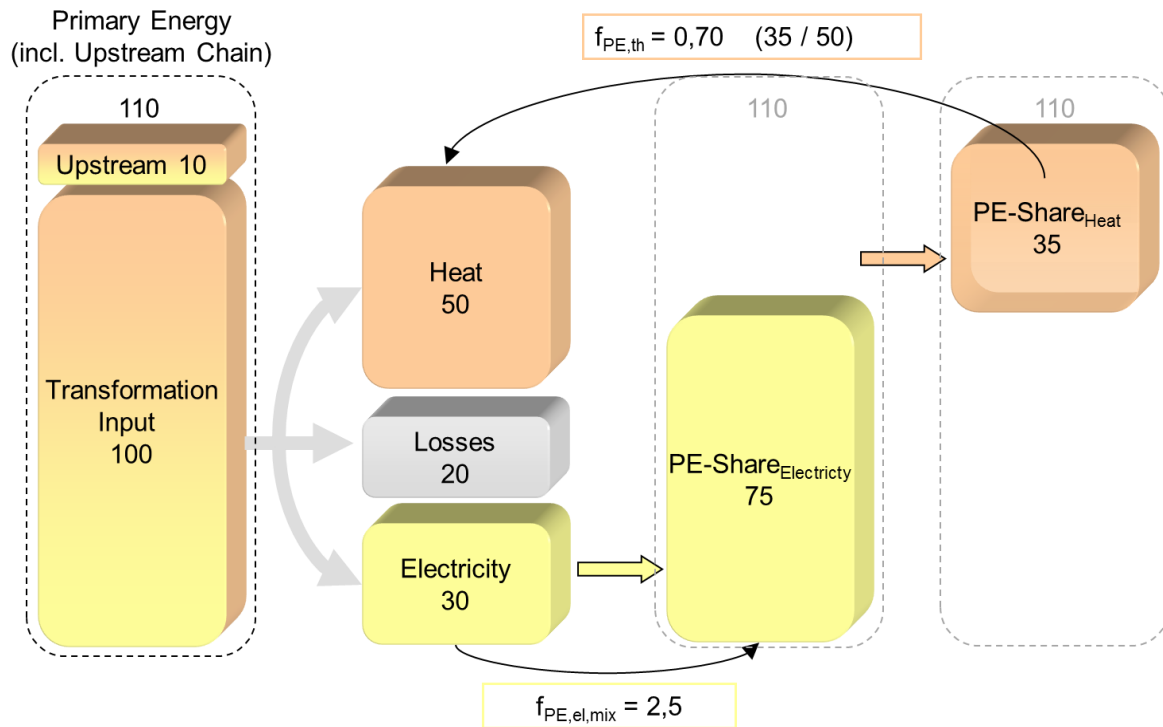 Primary Energy
(incl. Upstream Chain)
110
Upstream 10
Transformation
Input
100
f_PE,th = 0,70 (35 / 50)
Heat
50
Losses
20
Electricity
30
110
PE-Share_Electricty
75
110
PE-Share_Heat
35
f_PE,el,mix = 2,5